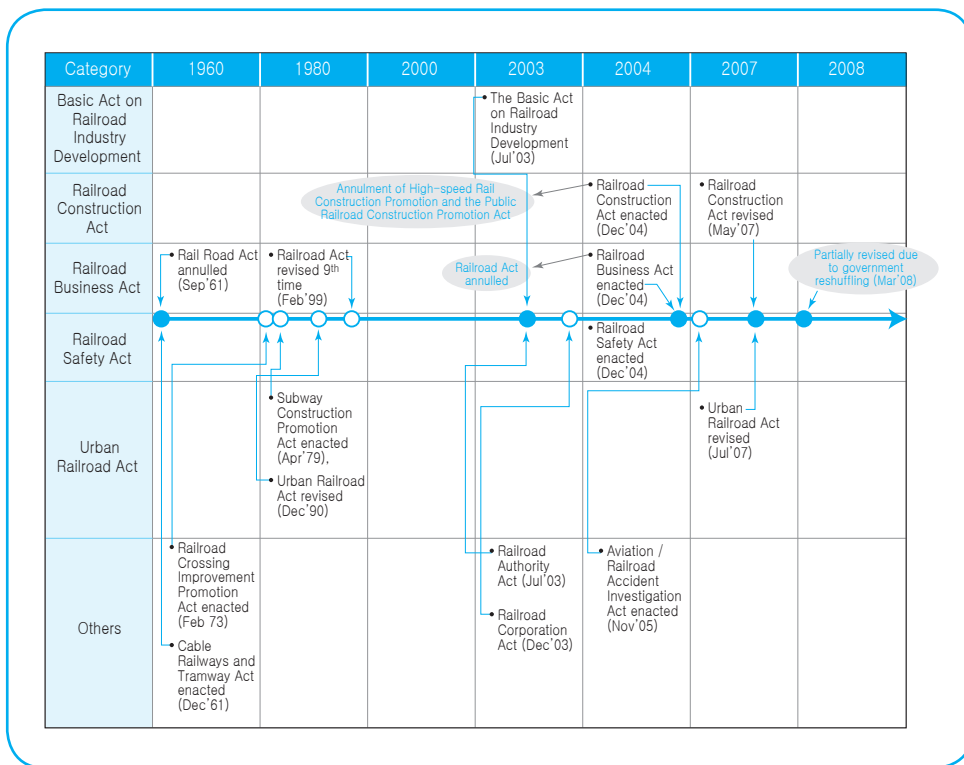 Category
1960
1980
2000
2003
2004
2007
2008
Basic Act on
Railroad
Industry
Development
• The Basic Act
on Railroad
Industry
Development
(Jul'03)
Railroad
Construction
Act
Annulment of High-speed Rail
Construction Promotion and the Public
Railroad Construction Promotion Act
• Railroad
Construction
Act enacted
(Dec'04)
• Railroad
Construction
Act revised
(May'07)
Railroad
Business Act
• Rail Road Act
annulled
(Sep'61)
• Railroad Act
revised 9th
time
(Feb'99)
Railroad Act
annulled
• Railroad
Business Act
enacted
(Dec'04)
Partially revised due
to government
reshuffling (Mar'08)
Railroad
Safety Act
• Railroad
Safety Act
enacted
(Dec'04)
Urban
Railroad Act
• Subway
Construction
Promotion
Act enacted
(Apr'79),
• Urban Railroad
Act revised
(Dec'90)
• Urban
Railroad Act
revised
(Jul'07)
Others
• Railroad
Crossing
Improvement
Promotion
Act enacted
(Feb 73)
• Cable
Railways and
Tramway Act
enacted
(Dec'61)
• Railroad
Authority
Act (Jul'03)
• Railroad
Corporation
Act (Dec'03)
• Aviation /
Railroad
Accident
Investigation
Act enacted
(Nov'05)